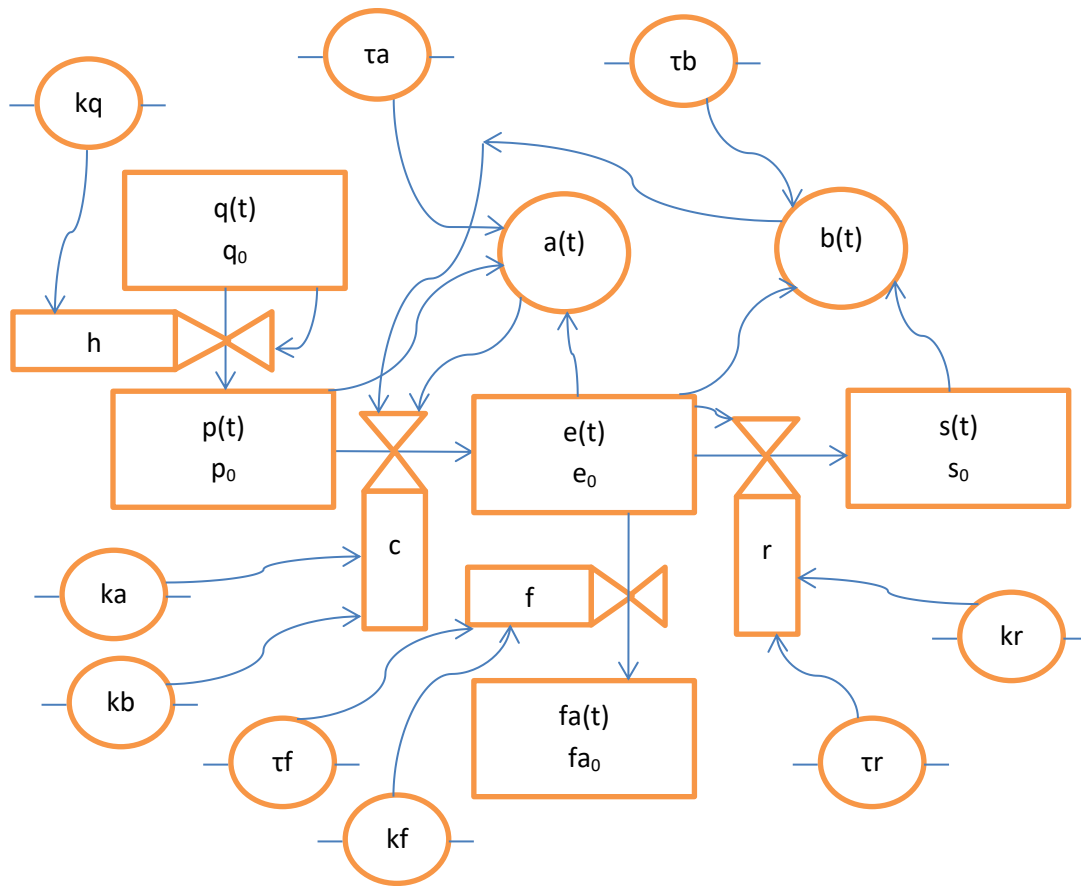 τa
τb
kq
q(t)
q₀
a(t)
b(t)
h
p(t)
p₀
e(t)
e₀
s(t)
s₀
c
r
ka
f
kr
kb
fa(t)
fa₀
τf
τr
kf